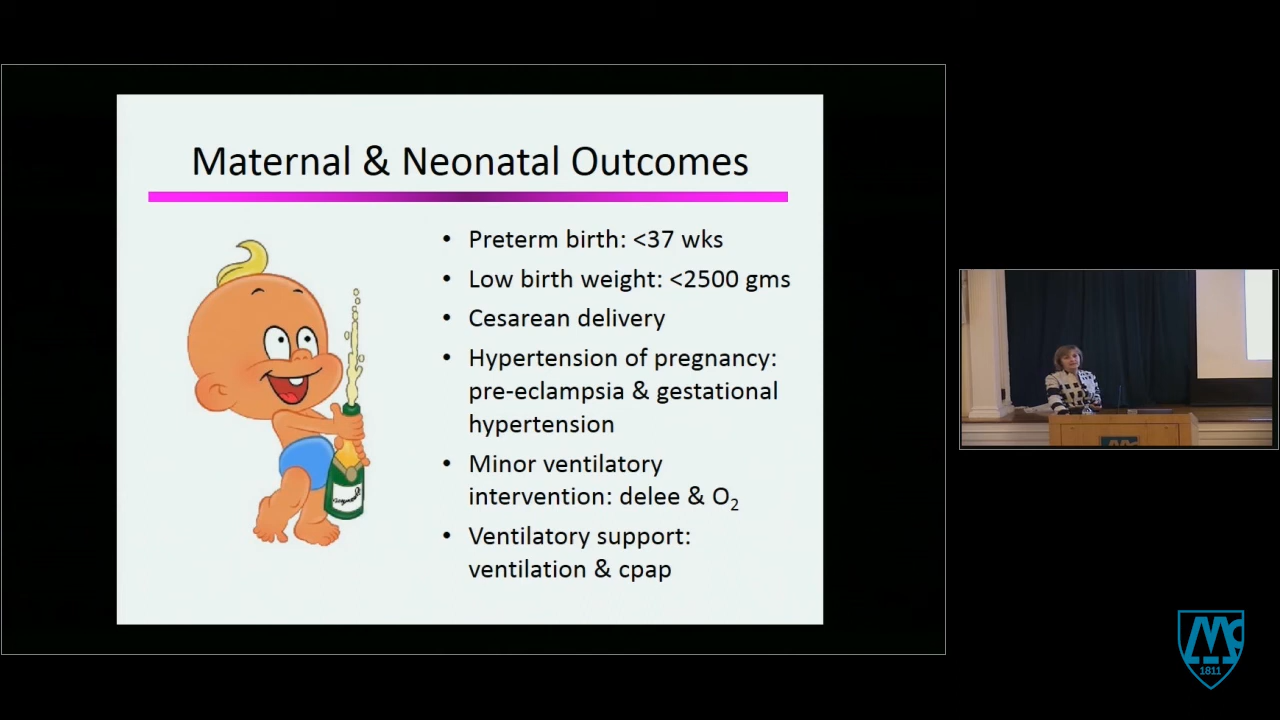 Maternal & Neonatal Outcomes
• Preterm birth: <37 wks
• Low birth weight: <2500 gms
• Cesarean delivery
• Hypertension of pregnancy:
pre-eclampsia & gestational
hypertension
• Minor ventilatory
intervention: delee & O₂
• Ventilatory support:
ventilation & cpap
Mc
1811